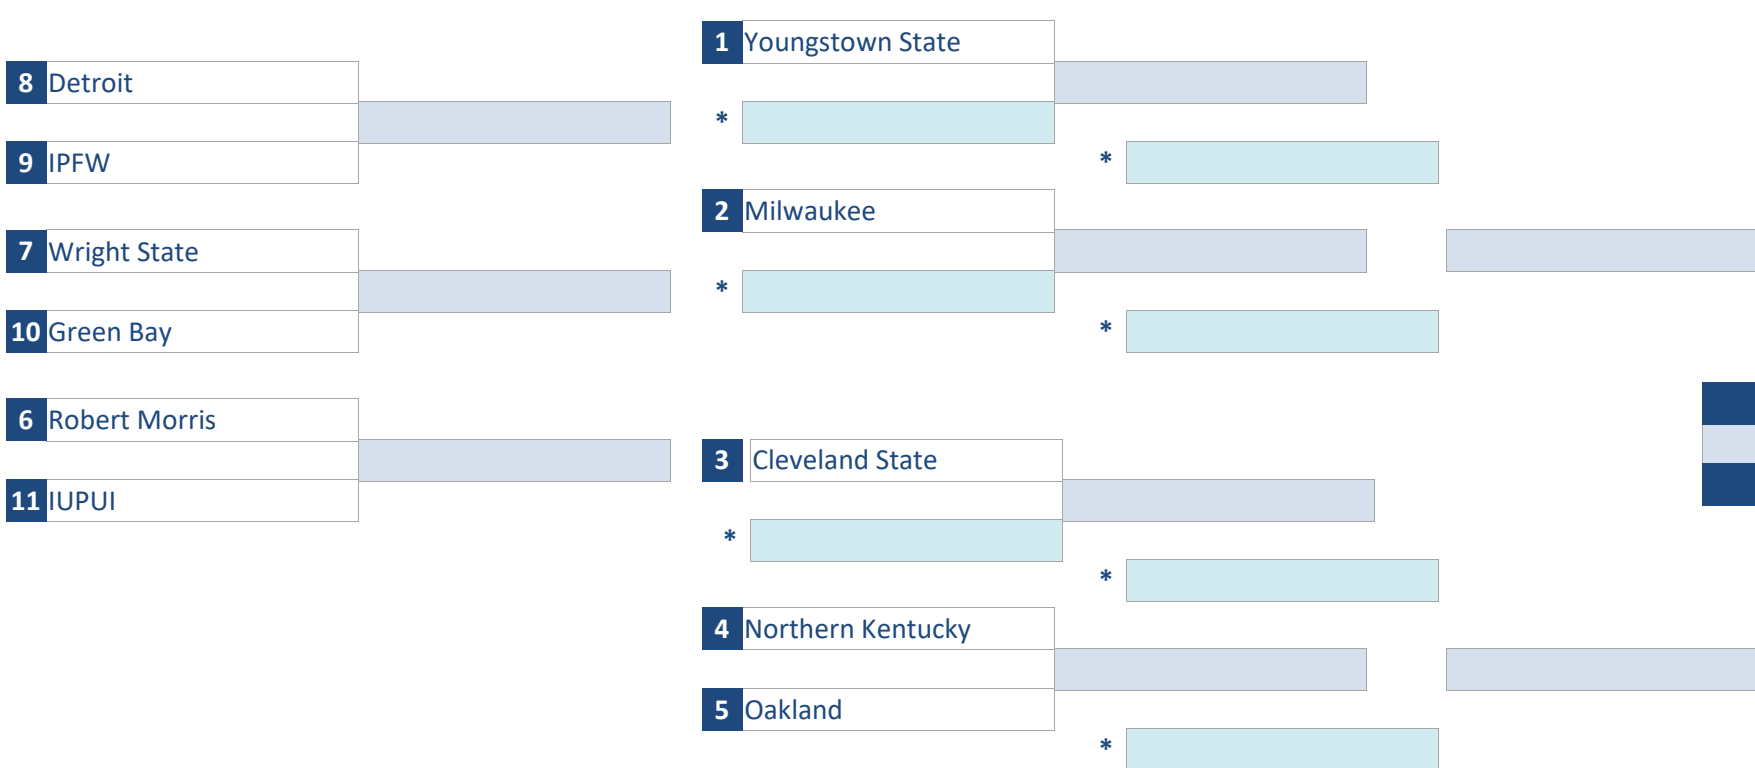 8 Detroit
9 IPFW
7 Wright State
10 Green Bay
6 Robert Morris
11 IUPUI
1 Youngstown State
*
2 Milwaukee
*
3 Cleveland State
*
4 Northern Kentucky
5 Oakland
*
*
*
*